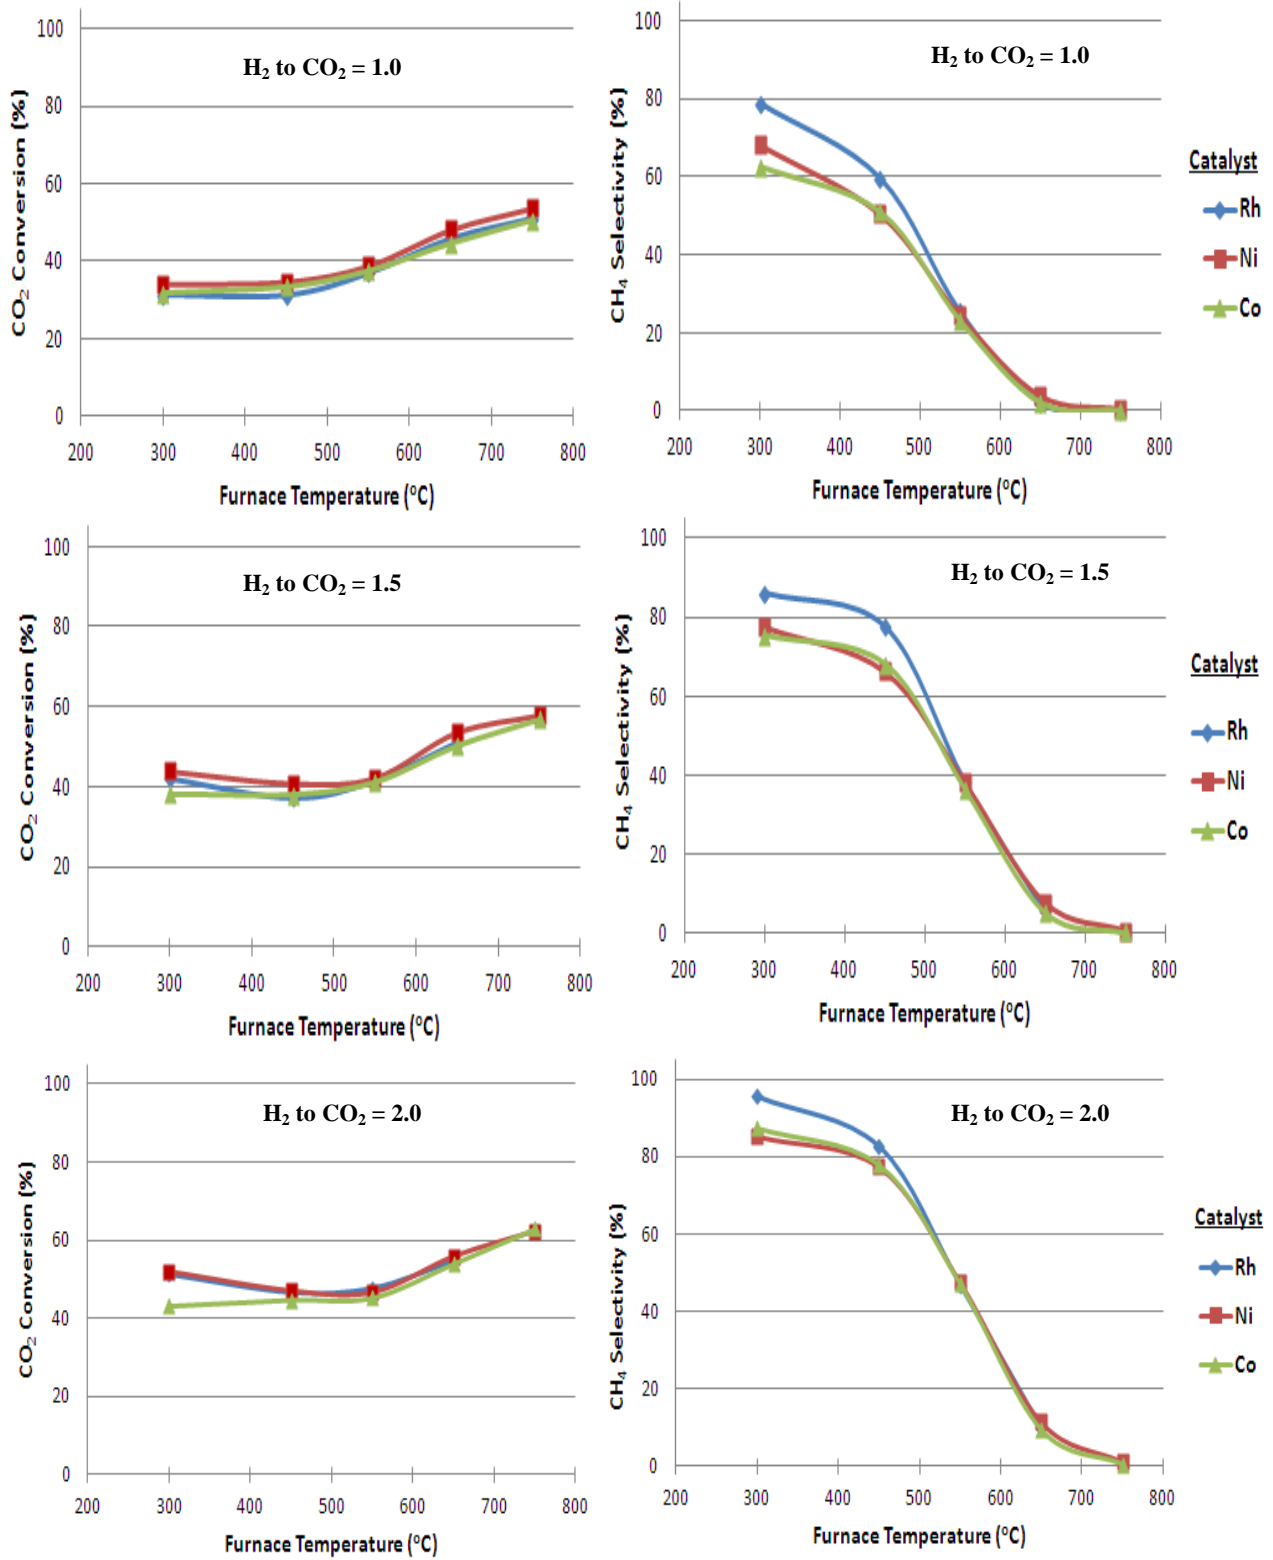 H₂ to CO₂ = 1.0
CO₂ Conversion (%)
100
80
60
40
20
0
200 300 400 500 600 700 800
Furnace Temperature (°C)
H₂ to CO₂ = 1.0
CH₄ Selectivity (%)
100
80
60
40
20
0
200 300 400 500 600 700 800
Furnace Temperature (°C)
Catalyst
Rh
Ni
Co
H₂ to CO₂ = 1.5
CO₂ Conversion (%)
100
80
60
40
20
0
200 300 400 500 600 700 800
Furnace Temperature (°C)
H₂ to CO₂ = 1.5
CH₄ Selectivity (%)
100
80
60
40
20
0
200 300 400 500 600 700 800
Furnace Temperature (°C)
Catalyst
Rh
Ni
Co
H₂ to CO₂ = 2.0
CO₂ Conversion (%)
100
80
60
40
20
0
200 300 400 500 600 700 800
Furnace Temperature (°C)
H₂ to CO₂ = 2.0
CH₄ Selectivity (%)
100
80
60
40
20
0
200 300 400 500 600 700 800
Furnace Temperature (°C)
Catalyst
Rh
Ni
Co